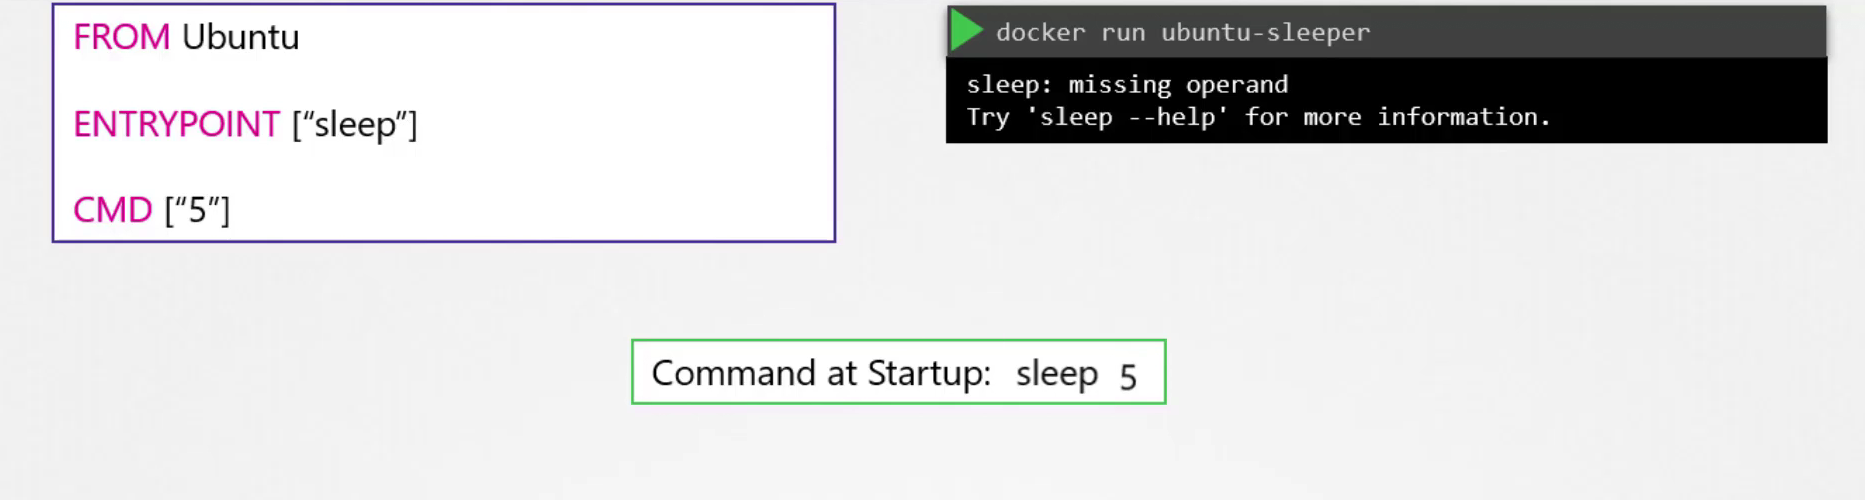 FROM Ubuntu
ENTRYPOINT [“sleep”]
CMD [“5”]
docker run ubuntu-sleeper
sleep: missing operand
Try 'sleep --help' for more information.
Command at Startup: sleep 5